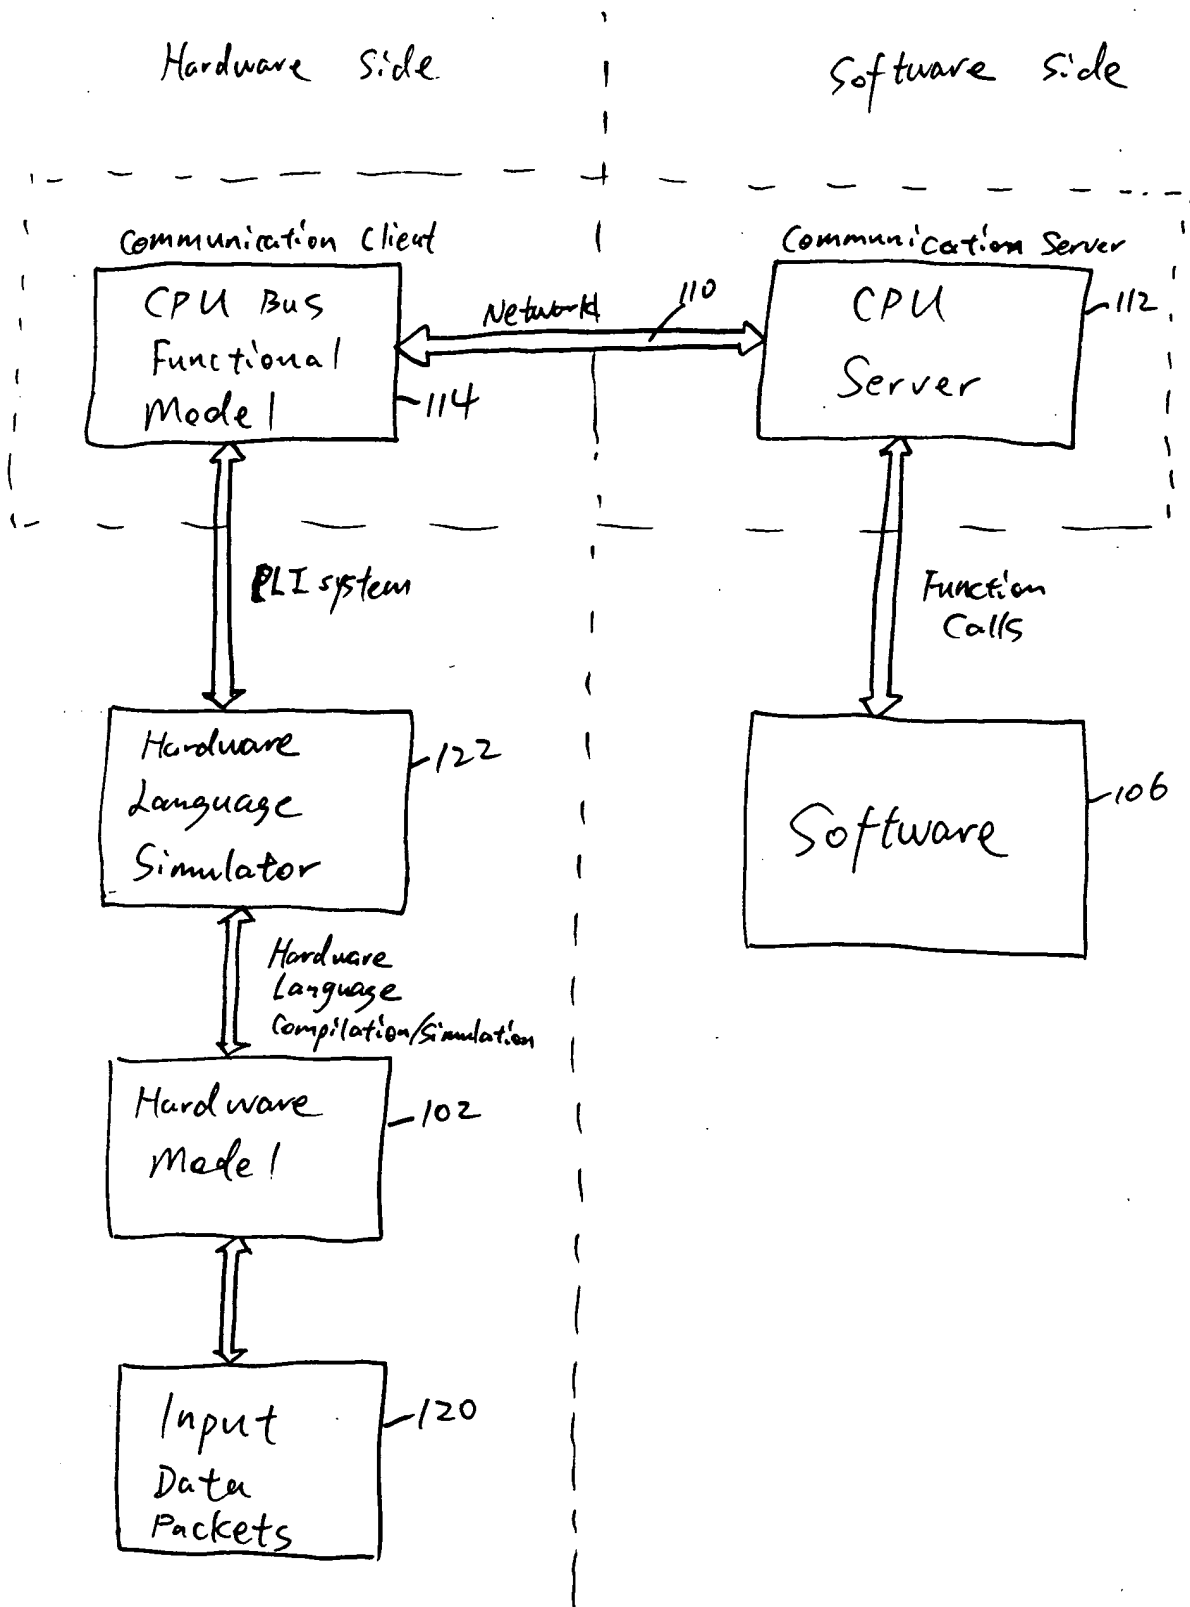 Hardware Side
Software Side
Communication Client
CPU Bus
Functional
Model
114
Network
110
Communication Server
CPU
Server
112
PLI system
Function
Calls
Hardware
Language
Simulator
122
Software
106
Hardware
Language
Compilation/Simulation
Hardware
Model
102
Input
Data
Packets
120